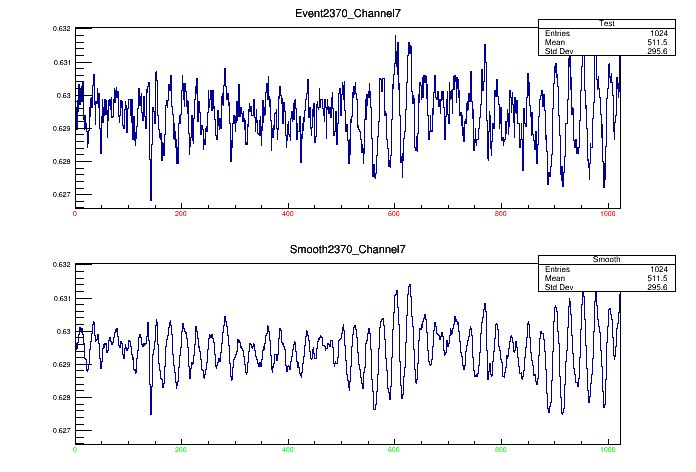 Event2370_Channel7
Test
Entries 1024
Mean 511.5
Std Dev 295.6
0.632
0.631
0.63
0.629
0.628
0.627
0 200 400 600 800 1000
Smooth2370_Channel7
Smooth
Entries 1024
Mean 511.5
Std Dev 295.6
0.632
0.631
0.63
0.629
0.628
0.627
0 200 400 600 800 1000